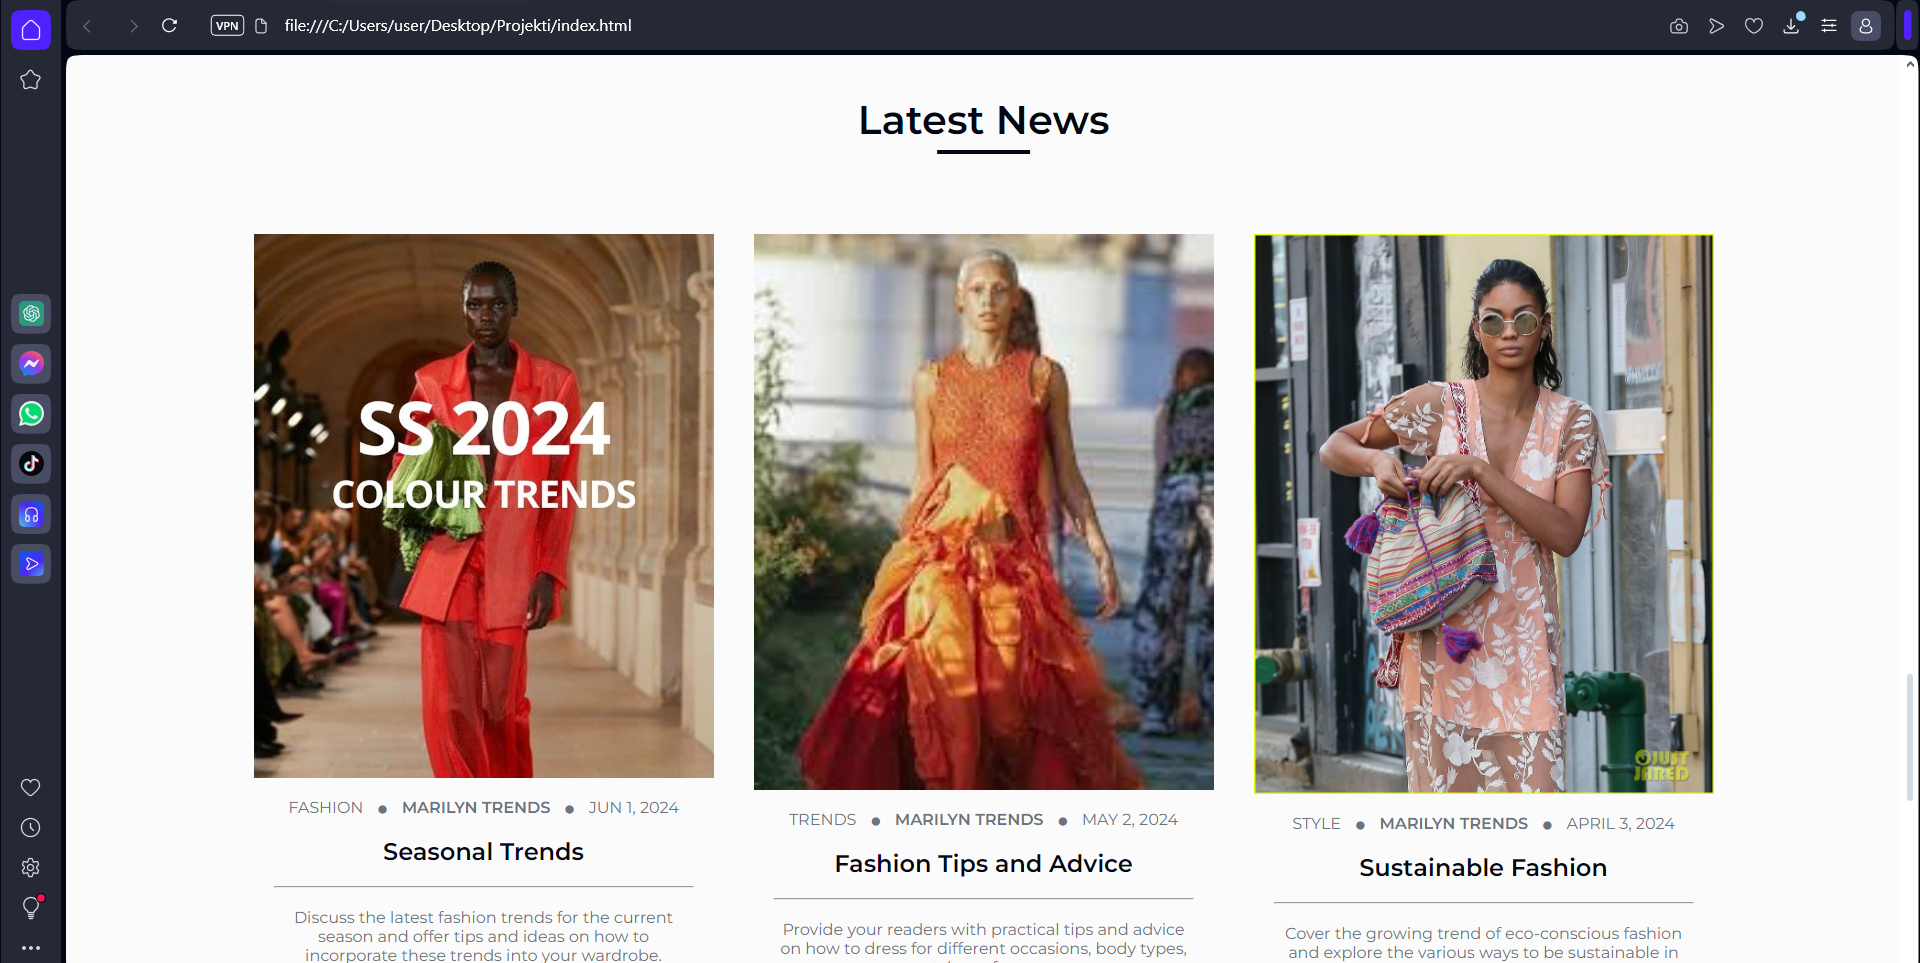 VPN
file:///C:/Users/user/Desktop/Projekti/index.html
Latest News
SS 2024
COLOUR TRENDS
JUST
JARED
FASHION ● MARILYN TRENDS ● JUN 1, 2024
Seasonal Trends
Discuss the latest fashion trends for the current
season and offer tips and ideas on how to
incorporate these trends into your wardrobe.
TRENDS ● MARILYN TRENDS ● MAY 2, 2024
Fashion Tips and Advice
Provide your readers with practical tips and advice
on how to dress for different occasions, body types,
STYLE ● MARILYN TRENDS ● APRIL 3, 2024
Sustainable Fashion
Cover the growing trend of eco-conscious fashion
and explore the various ways to be sustainable in